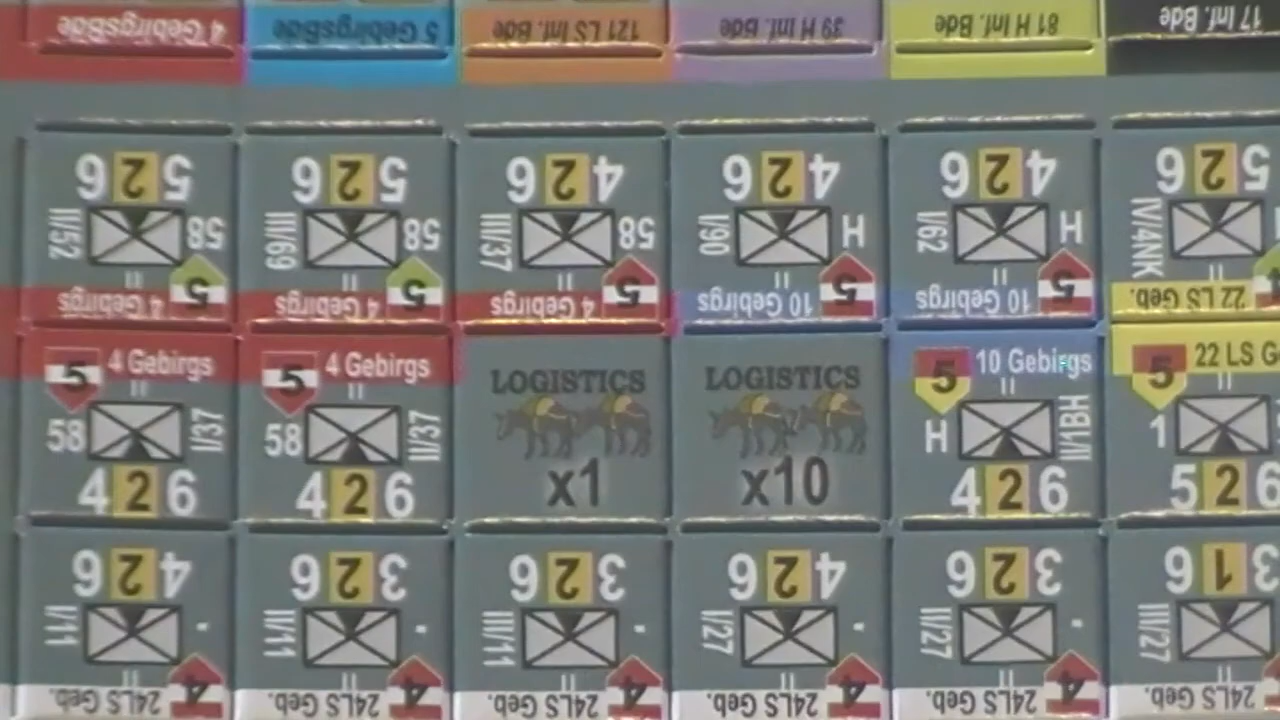 4 GebirgsBde
5 GebirgsBde
121 LS Inf. Bde
39 H Inf. Bde
81 H Inf. Bde
17 Inf. Bde
5 2 6
58
II/52
5
4 Gebirgs
5 2 6
58
II/69
5
4 Gebirgs
4 2 6
58
III/37
5
4 Gebirgs
4 2 6
H
I/90
5
10 Gebirgs
4 2 6
H
I/62
5
10 Gebirgs
5 2 6
IV/4NK
22 LS Geb.
5 4 Gebirgs
58
I/37
4 2 6
5 4 Gebirgs
58
II/37
4 2 6
LOGISTICS
x1
LOGISTICS
x10
5 10 Gebirgs
H
II/1BH
4 2 6
5 22 LS G
1
5 2 6
4 2 6
I/11
4
24LS Geb.
3 2 6
II/11
4
24LS Geb.
3 2 6
III/11
4
24LS Geb.
4 2 6
I/27
4
24LS Geb.
3 2 6
II/27
4
24LS Geb.
3 1 6
III/27
4
24LS Geb.